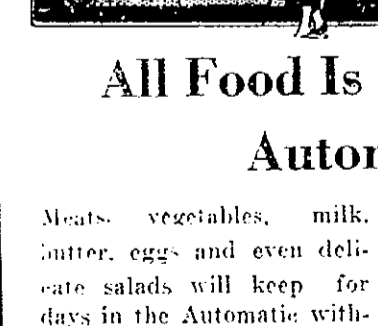 All Food Is
Autor
Meats, vegetables, milk,
butter, eggs and even deli-
cate salads will keep for
days in the Automatic with-